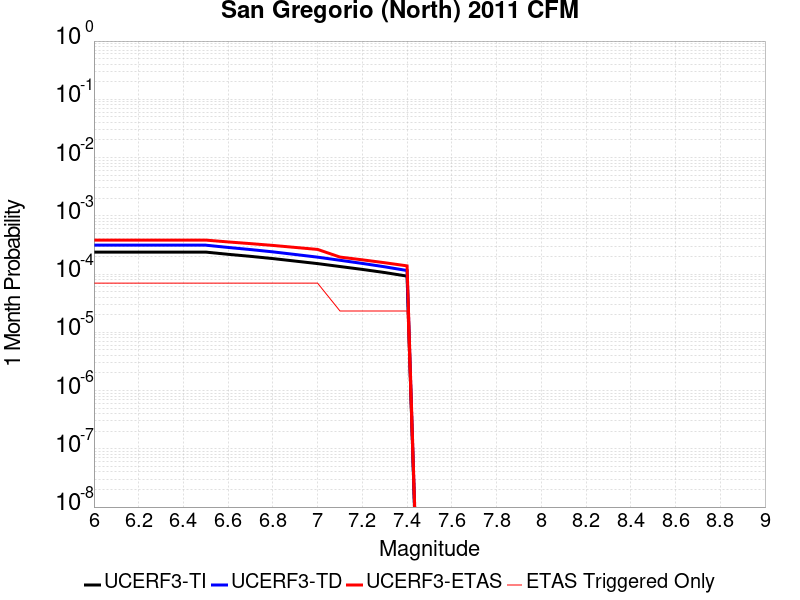 San Gregorio (North) 2011 CFM
1 Month Probability
10^0
10^-1
10^-2
10^-3
10^-4
10^-5
10^-6
10^-7
10^-8
6 6.2 6.4 6.6 6.8 7 7.2 7.4 7.6 7.8 8 8.2 8.4 8.6 8.8 9
Magnitude
UCERF3-TI UCERF3-TD UCERF3-ETAS ETAS Triggered Only